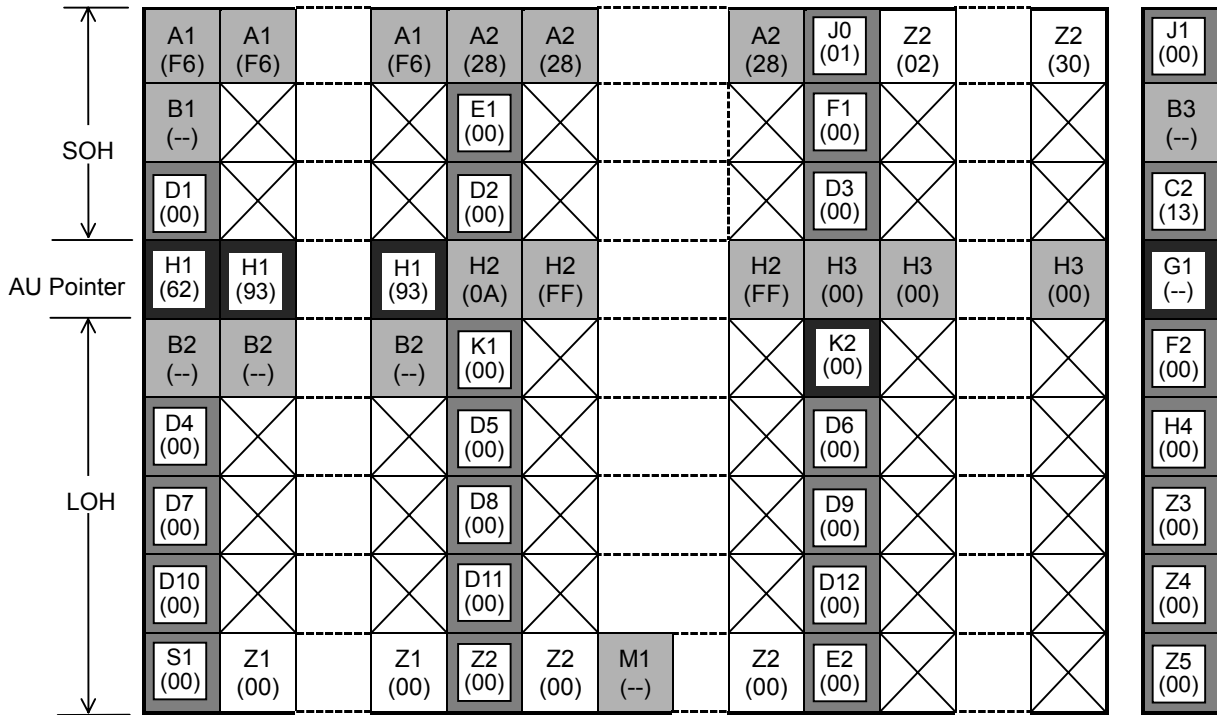 A1 A1 A1 A2 A2 A2 J0 Z2 Z2 J1
(F6) (F6) (F6) (28) (28) (28) (01) (02) (30) (00)
B1 E1 F1 B3
(--) (00) (00) (--)
SOH
D1 D2 D3 C2
(00) (00) (00) (13)
AU Pointer
H1 H1 H1 H2 H2 H2 H3 H3 H3 G1
(62) (93) (93) (0A) (FF) (FF) (00) (00) (00) (--)
B2 B2 B2 K1 K2 F2
(--) (--) (--) (00) (00) (00)
D4 D5 D6 H4
(00) (00) (00) (00)
LOH
D7 D8 D9 Z3
(00) (00) (00) (00)
D10 D11 D12 Z4
(00) (00) (00) (00)
S1 Z1 Z1 Z2 Z2 M1 Z2 E2 Z5
(00) (00) (00) (00) (00) (--) (00) (00) (00)